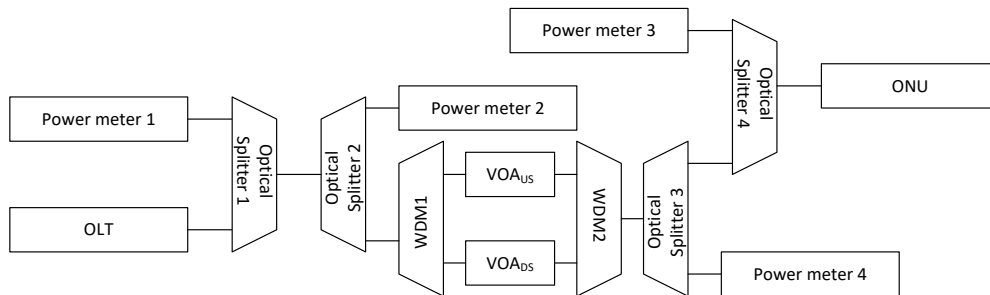 Power meter 3
Optical
Splitter 4
ONU
Power meter 1
Optical
Splitter 1
Optical
Splitter 2
Power meter 2
OLT
WDM1
VOAUS
VOADS
WDM2
Optical
Splitter 3
Power meter 4